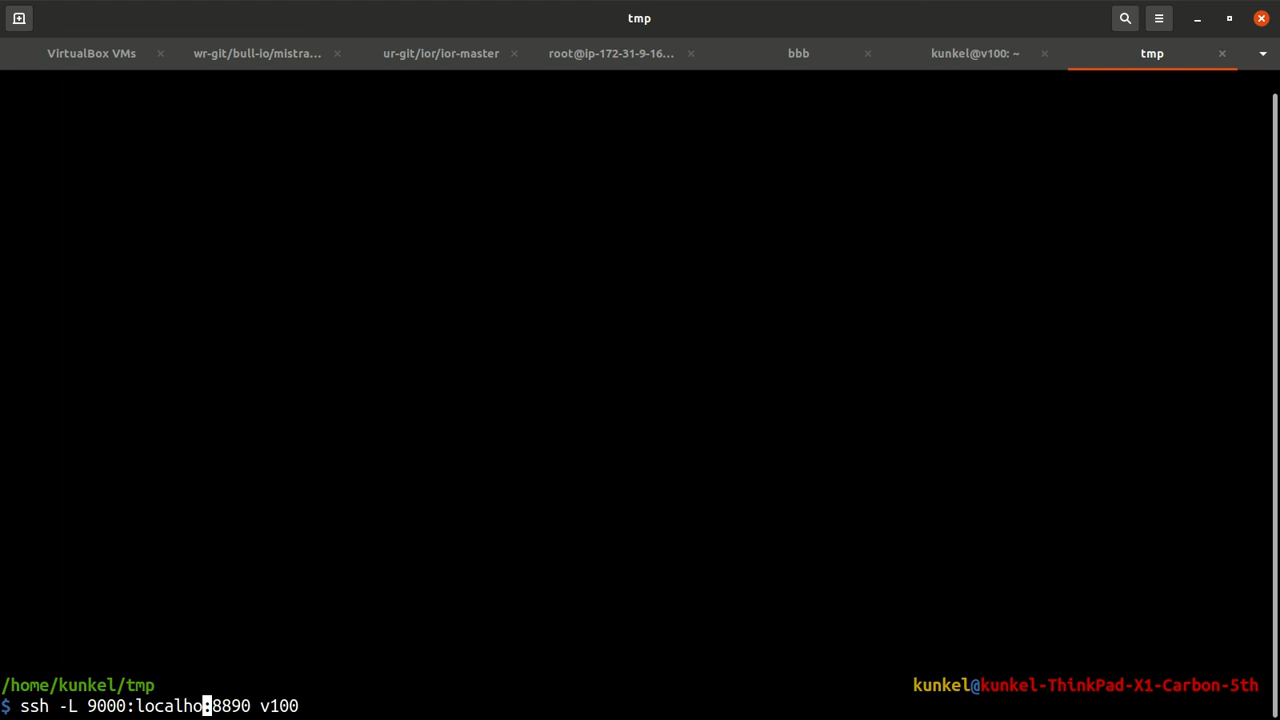 tmp
VirtualBox VMs
wr-git/bull-io/mistra...
ur-git/ior/ior-master
root@ip-172-31-9-16...
bbb
kunkel@v100: ~
tmp
/home/kunkel/tmp
kunkel@kunkel-ThinkPad-X1-Carbon-5th
$ ssh -L 9000:localho:8890 v100